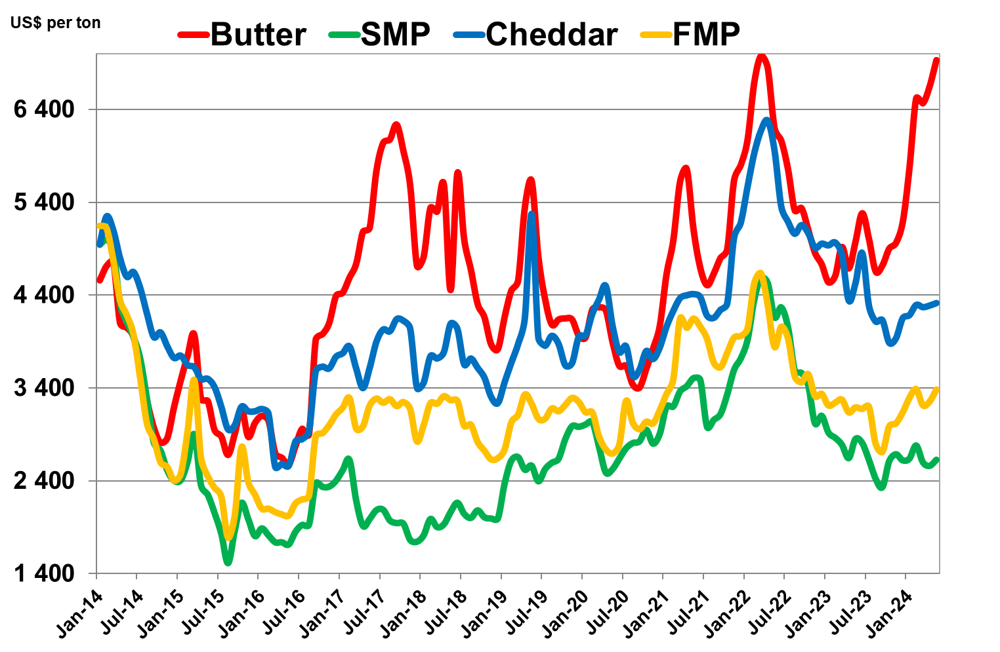 US$ per ton
Butter SMP Cheddar FMP
6 400
5 400
4 400
3 400
2 400
1 400
Jan-14 Jul-14 Jan-15 Jul-15 Jan-16 Jul-16 Jan-17 Jul-17 Jan-18 Jul-18 Jan-19 Jul-19 Jan-20 Jul-20 Jan-21 Jul-21 Jan-22 Jul-22 Jan-23 Jul-23 Jan-24